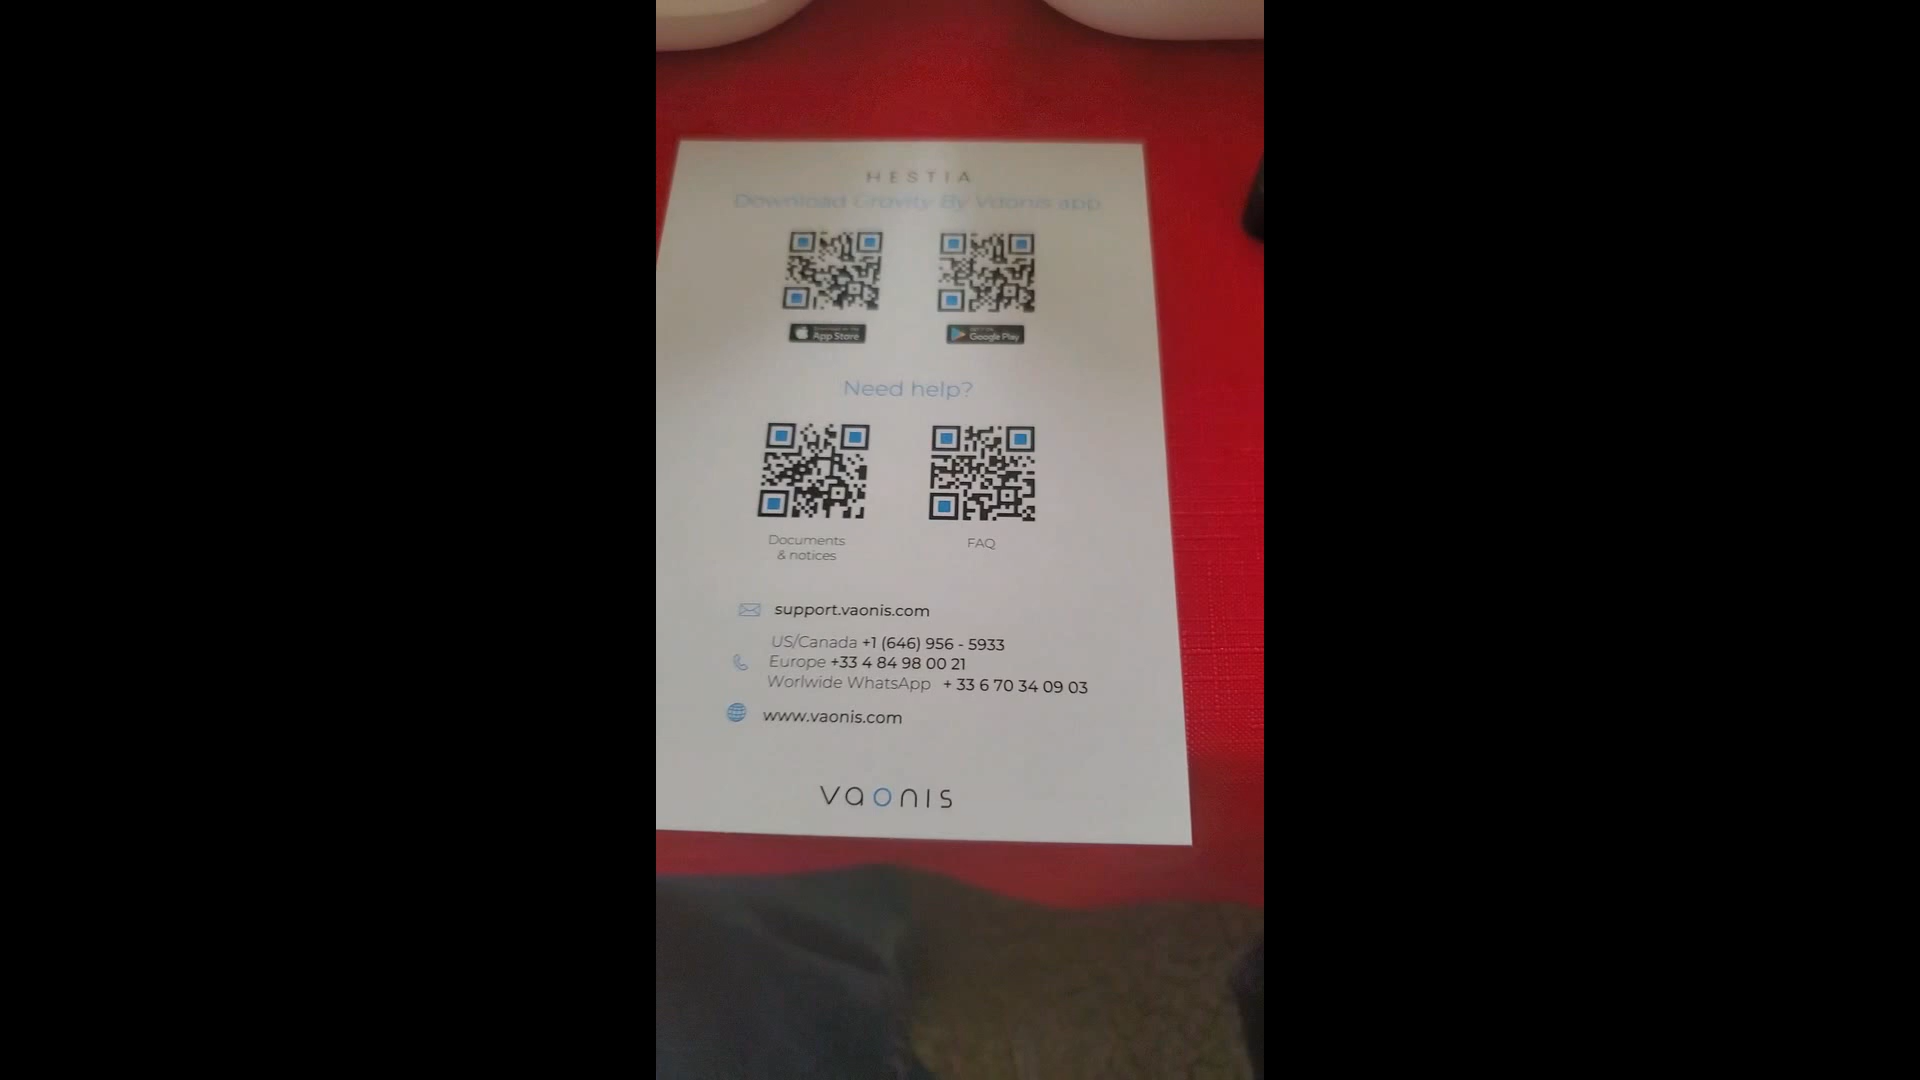 HESTIA
Download Gravity By Vaonis app
App Store
Google Play
Need help?
Documents
& notices
FAQ
support.vaonis.com
US/Canada +1 (646) 956 - 5933
Europe +33 4 84 98 00 21
Worlwide WhatsApp + 33 6 70 34 09 03
www.vaonis.com
vaonis